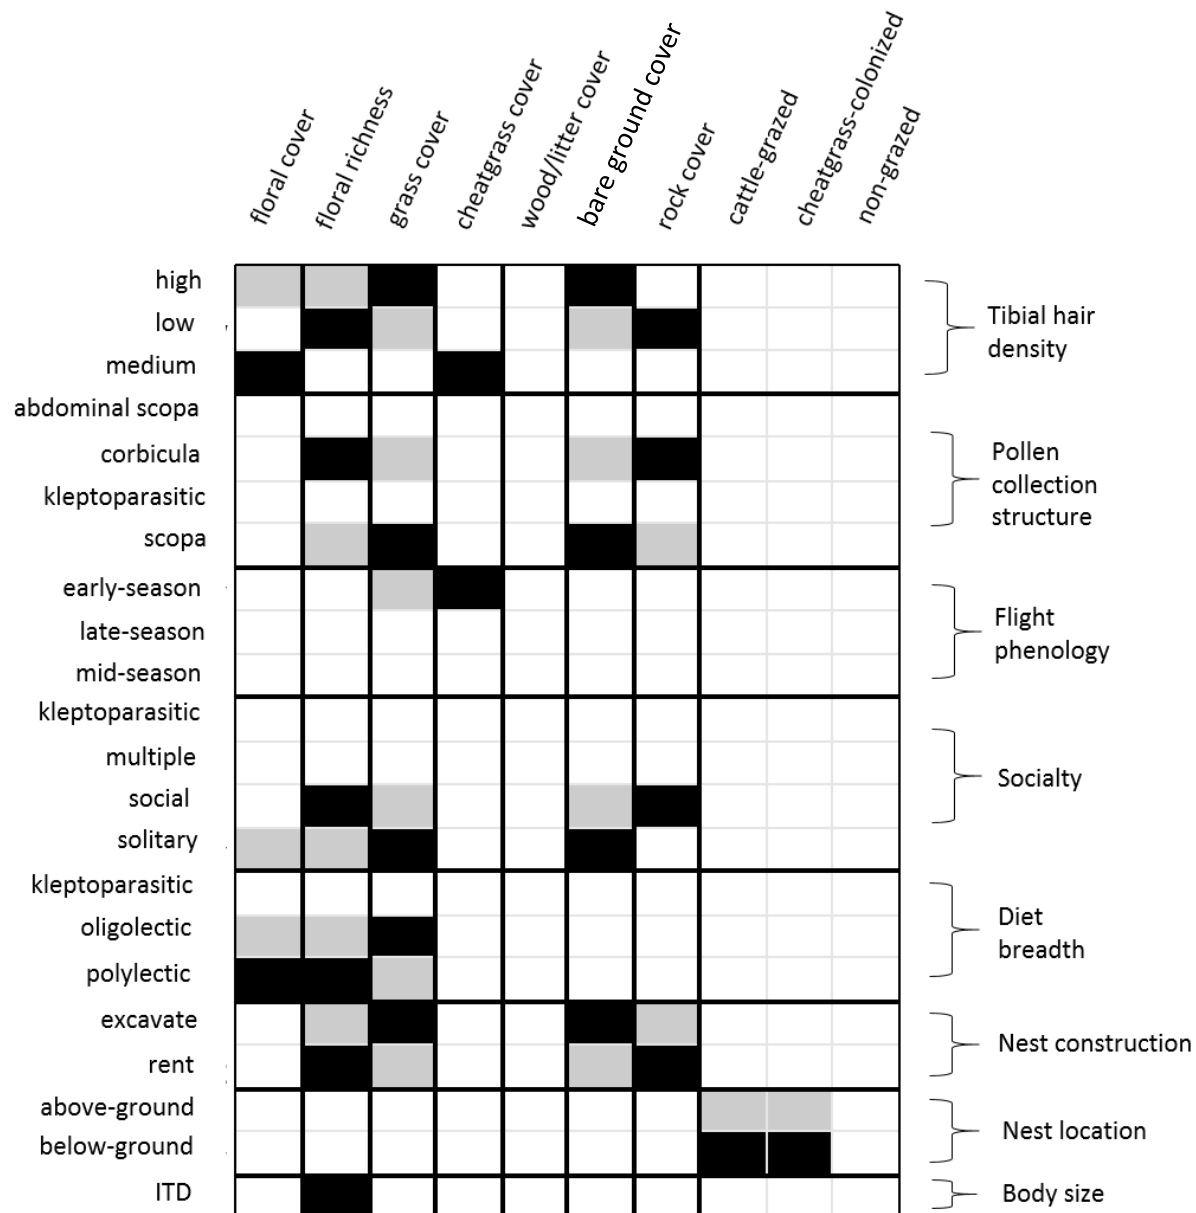 floral cover
floral richness
grass cover
cheatgrass cover
wood/litter cover
bare ground cover
rock cover
cattle-grazed
cheatgrass-colonized
non-grazed
high
low
medium
Tibial hair
density
abdominal scopa
corbicula
kleptoparasitic
scopa
Pollen
collection
structure
early-season
late-season
mid-season
Flight
phenology
kleptoparasitic
multiple
social
solitary
Socialty
kleptoparasitic
oligolectic
polylectic
Diet
breadth
excavate
rent
Nest construction
above-ground
below-ground
Nest location
ITD
Body size